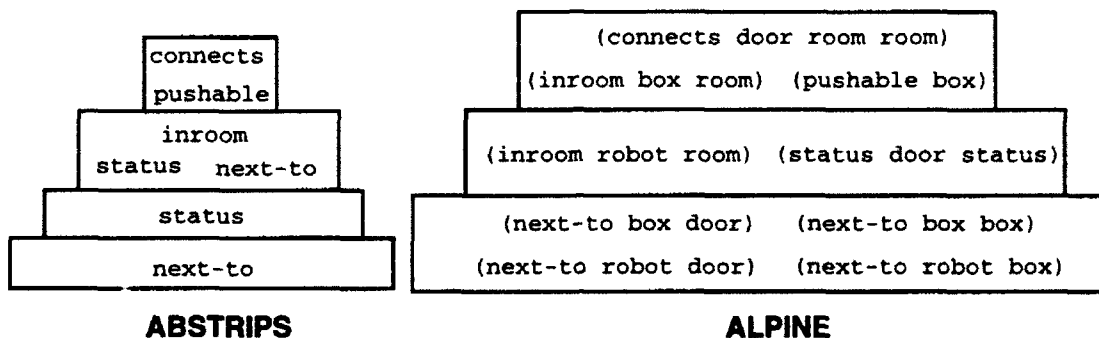 connects
pushable
inroom
status next-to
status
next-to
ABSTRIPS
(connects door room room)
(inroom box room) (pushable box)
(inroom robot room) (status door status)
(next-to box door) (next-to box box)
(next-to robot door) (next-to robot box)
ALPINE